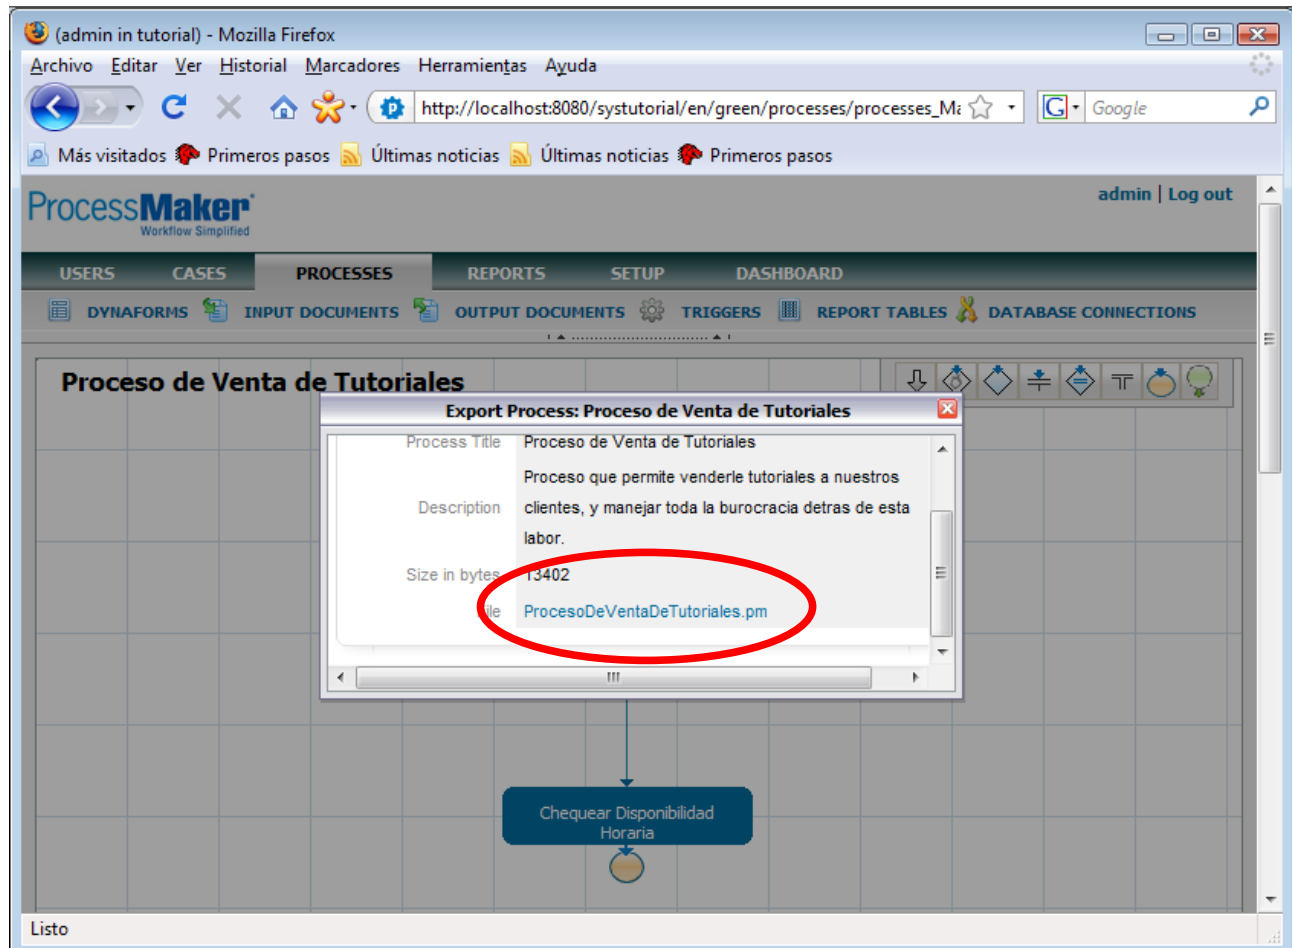 (admin in tutorial) - Mozilla Firefox
Archivo Editar Ver Historial Marcadores Herramientas Ayuda
http://localhost:8080/systutorial/en/green/processes/processes_Ma
G Google
Más visitados Primeros pasos Últimas noticias Últimas noticias Primeros pasos
ProcessMaker
Workflow Simplified
admin | Log out
USERS CASES PROCESSES REPORTS SETUP DASHBOARD
DYNAFORMS INPUT DOCUMENTS OUTPUT DOCUMENTS TRIGGERS REPORT TABLES DATABASE CONNECTIONS
Proceso de Venta de Tutoriales
Export Process: Proceso de Venta de Tutoriales
Process Title Proceso de Venta de Tutoriales
Description Proceso que permite venderle tutoriales a nuestros
clientes, y manejar toda la burocracia detras de esta
labor.
Size in bytes 13402
File ProcesoDeVentaDeTutoriales.pm
Chequear Disponibilidad
Horaria
Listo